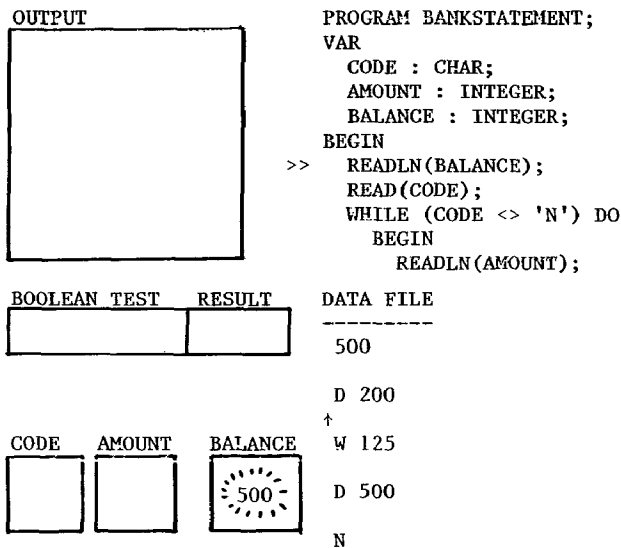 OUTPUT
PROGRAM BANKSTATEMENT;
VAR
CODE : CHAR;
AMOUNT : INTEGER;
BALANCE : INTEGER;
BEGIN
>> READLN(BALANCE);
READ(CODE);
WHILE (CODE <> 'N') DO
BEGIN
READLN(AMOUNT);
BOOLEAN TEST RESULT
DATA FILE
----------
500
D 200
↑
W 125
D 500
N
CODE AMOUNT BALANCE
500